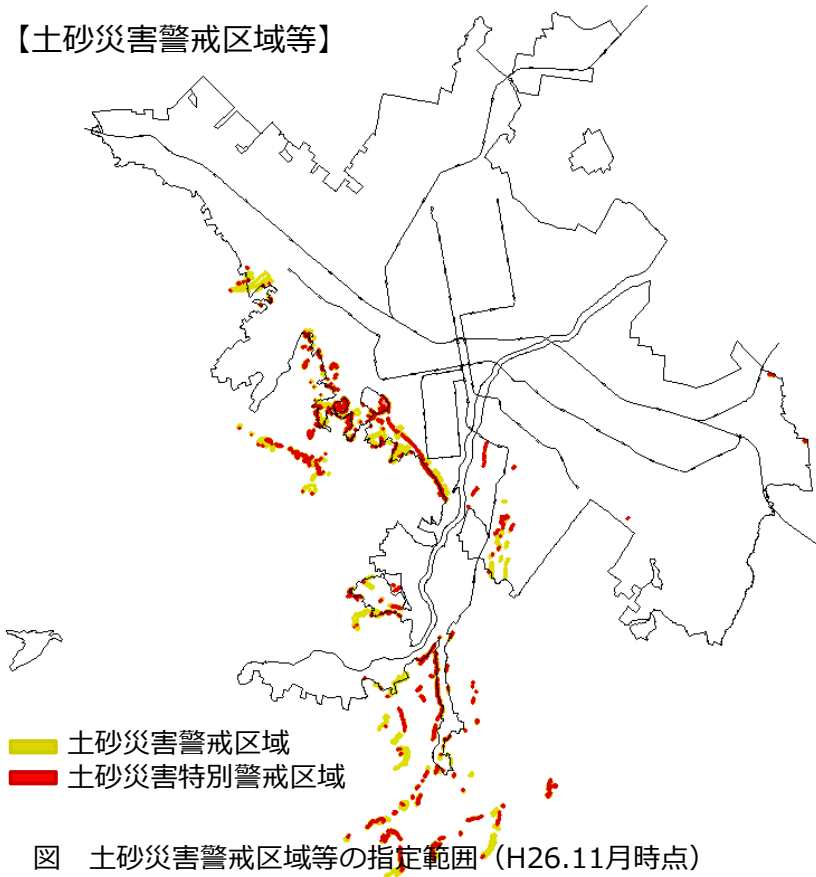 【土砂災害警戒区域等】
土砂災害警戒区域
土砂災害特別警戒区域
図　土砂災害警戒区域等の指定範囲（H26.11月時点）